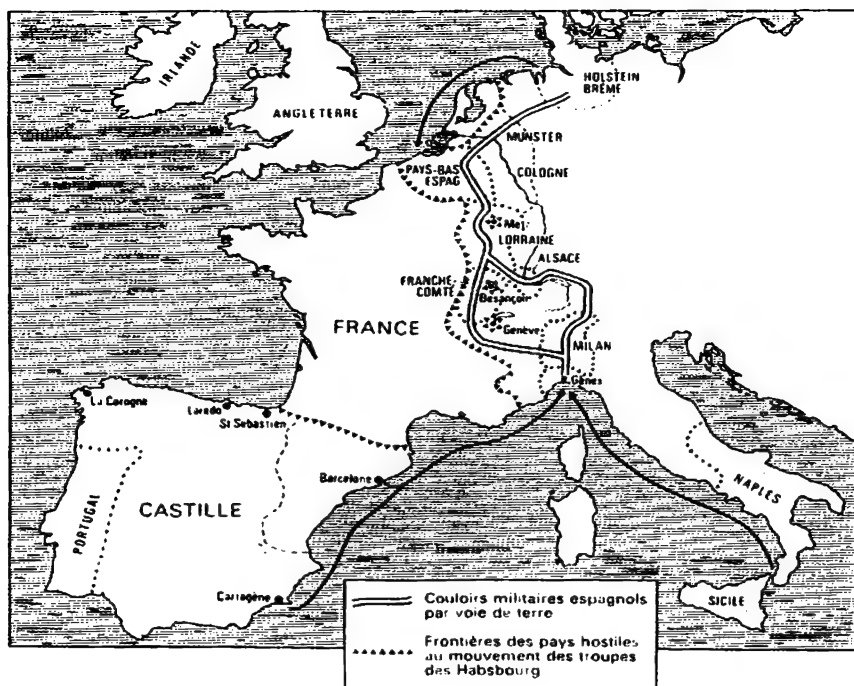 IRLANDE
ANGLETERRE
HOLSTEIN
BRÊME
MUNSTER
COLOGNE
PAYS-BAS
ESPAG
LORRAINE
ALSACE
FRANCHE-
COMTÉ
Besançon
FRANCE
Genève
MILAN
Gênes
La Corogne
Laredo
St Sébastien
Barcelone
CASTILLE
PORTUGAL
NAPLES
Cartagène
SICILE
Couloirs militaires espagnols
par voie de terre
Frontières des pays hostiles
au mouvement des troupes
des Habsbourg